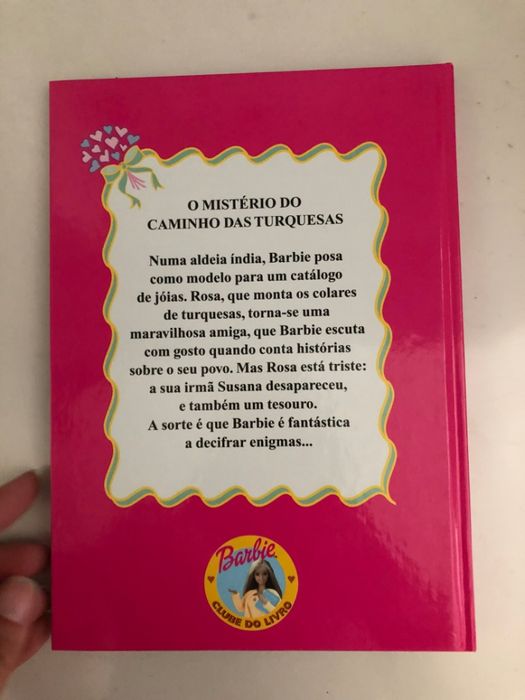 O MISTÉRIO DO
CAMINHO DAS TURQUESAS
Numa aldeia índia, Barbie posa
como modelo para um catálogo
de jóias. Rosa, que monta os colares
de turquesas, torna-se uma
maravilhosa amiga, que Barbie escuta
com gosto quando conta histórias
sobre o seu povo. Mas Rosa está triste:
a sua irmã Susana desapareceu,
e também um tesouro.
A sorte é que Barbie é fantástica
a decifrar enigmas...
Barbie
CLUBE DO LIVRO